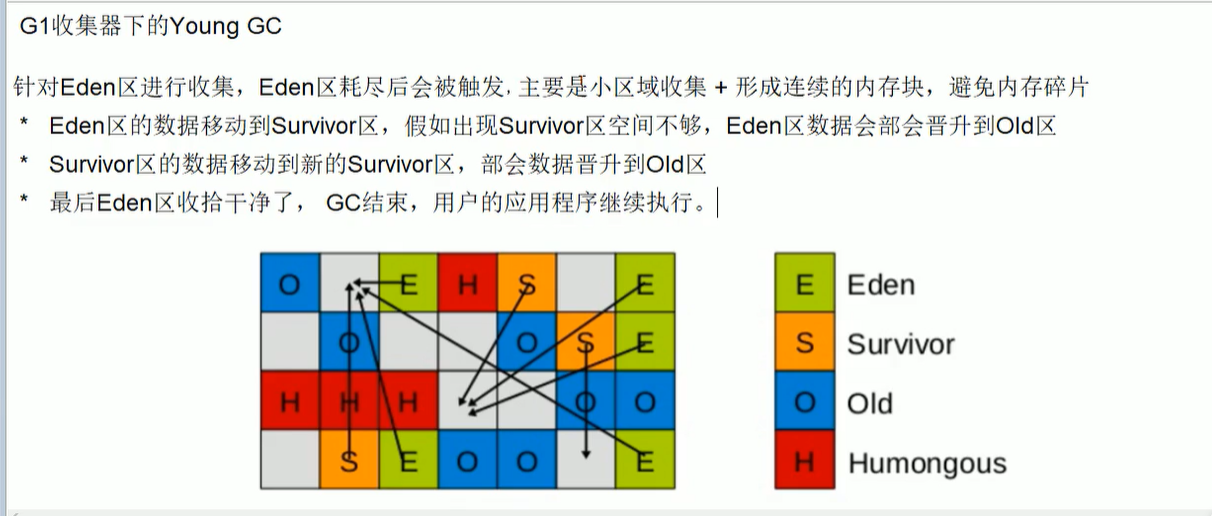 G1收集器下的Young GC
针对Eden区进行收集，Eden区耗尽后会被触发, 主要是小区域收集 + 形成连续的内存块，避免内存碎片
* Eden区的数据移动到Survivor区，假如出现Survivor区空间不够，Eden区数据会部会晋升到Old区
* Survivor区的数据移动到新的Survivor区，部会数据晋升到Old区
* 最后Eden区收拾干净了， GC结束，用户的应用程序继续执行。
O E H S E E Eden
O O S E S Survivor
H H H O O O Old
S E O O E H Humongous